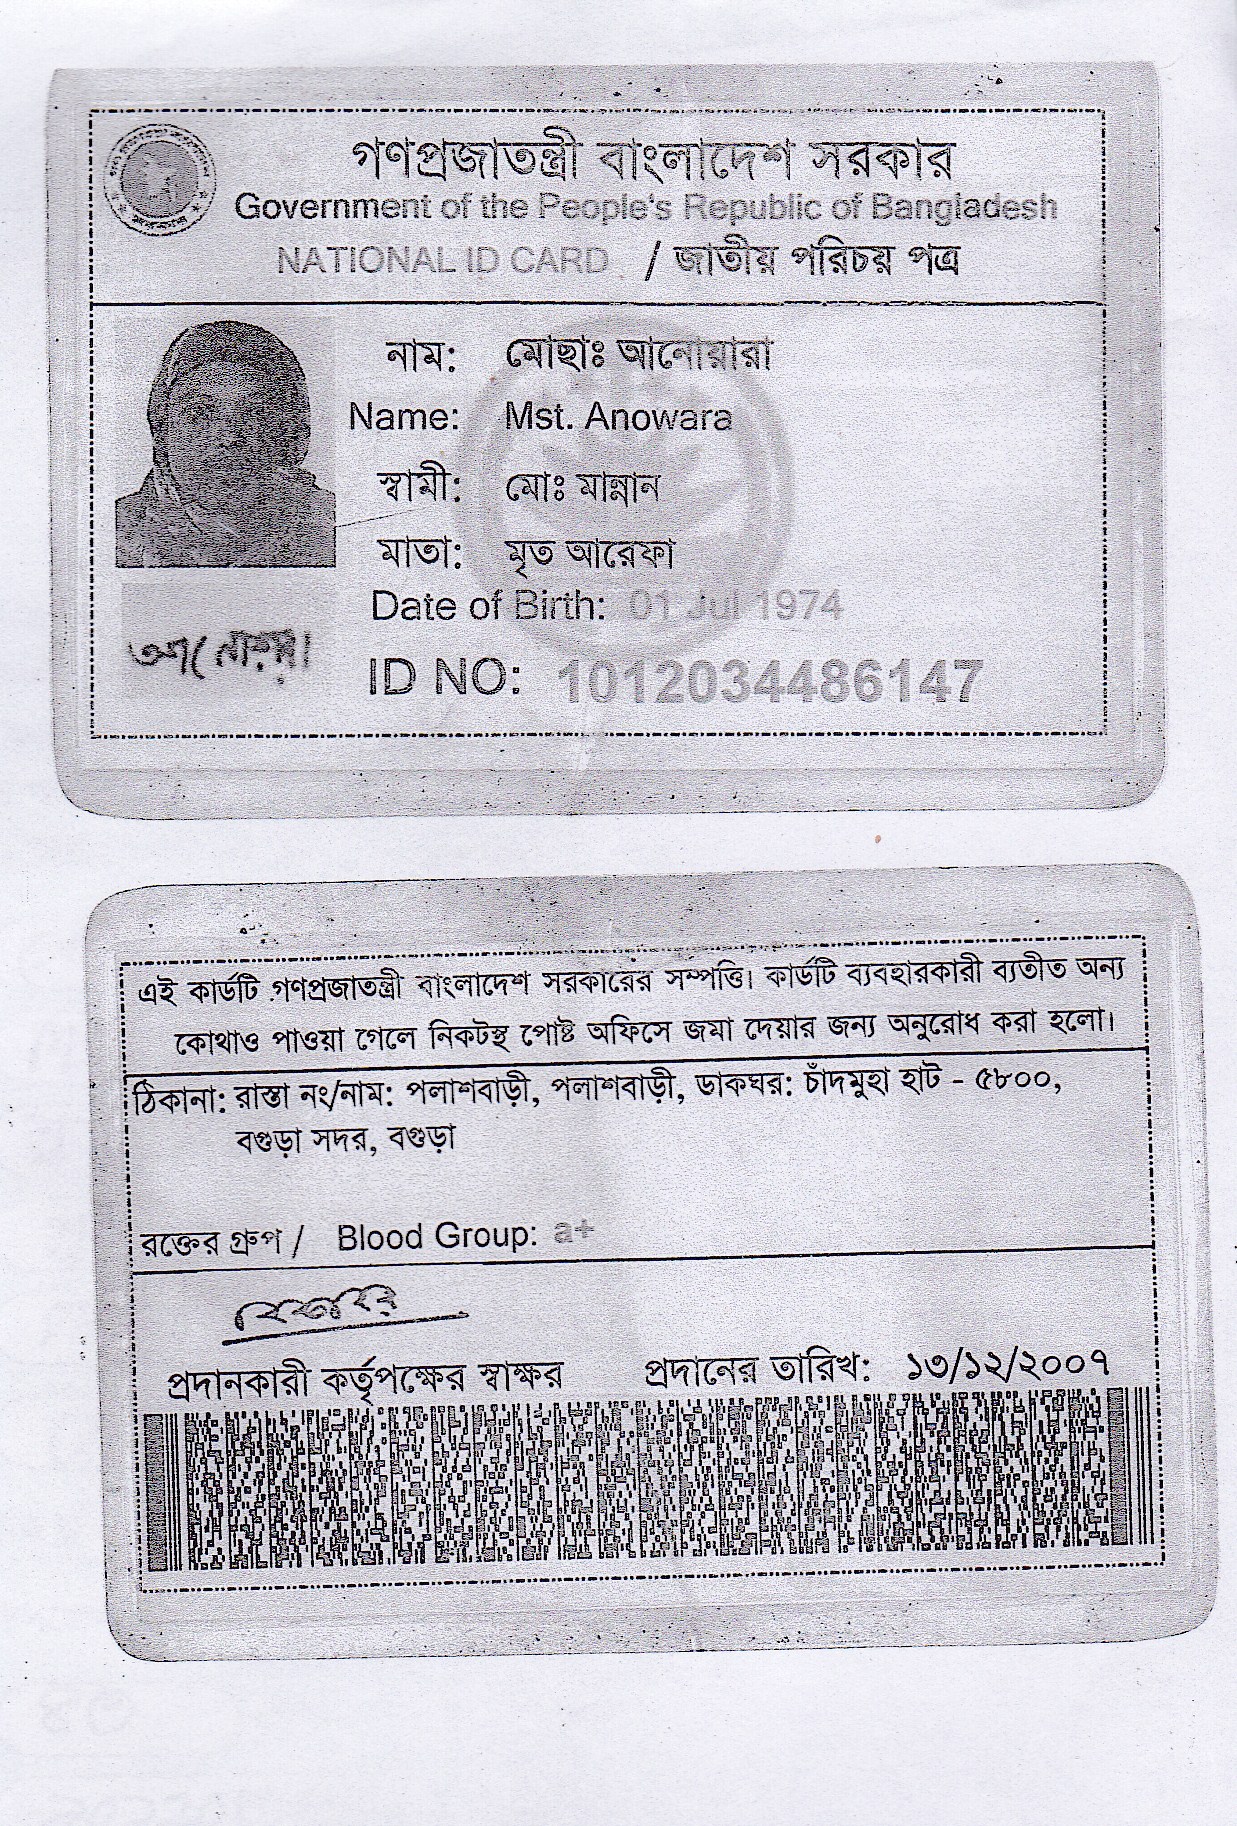 গণপ্রজাতন্ত্রী বাংলাদেশ সরকার
Government of the People's Republic of Bangladesh
NATIONAL ID CARD / জাতীয় পরিচয় পত্র
নাম: মোছাঃ আনোয়ারা
Name: Mst. Anowara
স্বামী: মোঃ মান্নান
মাতা: মৃত আরেফা
Date of Birth: 01 Jul 1974
আনোয়ারা
ID NO: 1012034486147
এই কার্ডটি গণপ্রজাতন্ত্রী বাংলাদেশ সরকারের সম্পত্তি। কার্ডটি ব্যবহারকারী ব্যতীত অন্য
কোথাও পাওয়া গেলে নিকটস্থ পোষ্ট অফিসে জমা দেয়ার জন্য অনুরোধ করা হলো।
ঠিকানা: রাস্তা নং/নাম: পলাশবাড়ী, পলাশবাড়ী, ডাকঘর: চাঁদমুহা হাট - ৫৮০০,
বগুড়া সদর, বগুড়া
রক্তের গ্রুপ / Blood Group: a+
প্রদানকারী কর্তৃপক্ষের স্বাক্ষর প্রদানের তারিখ: ১৩/১২/২০০৭